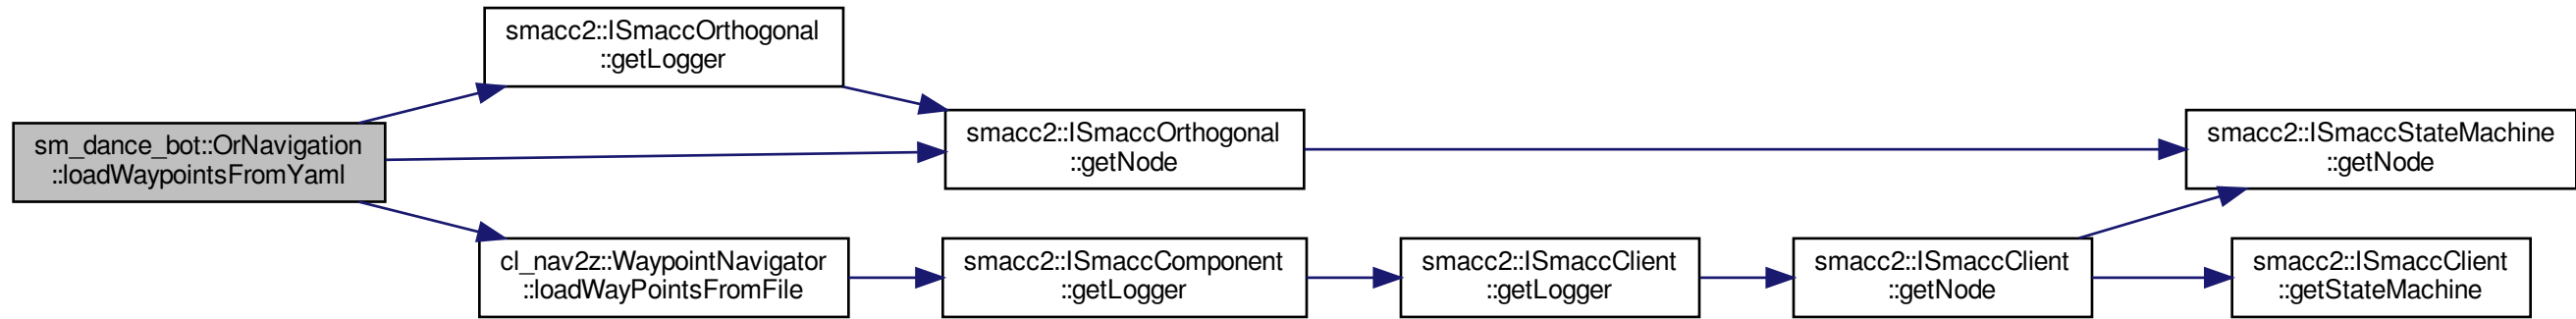 smacc2::ISmaccOrthogonal
::getLogger
sm_dance_bot::OrNavigation
::loadWaypointsFromYaml
smacc2::ISmaccOrthogonal
::getNode
smacc2::ISmaccStateMachine
::getNode
cl_nav2z::WaypointNavigator
::loadWayPointsFromFile
smacc2::ISmaccComponent
::getLogger
smacc2::ISmaccClient
::getLogger
smacc2::ISmaccClient
::getNode
smacc2::ISmaccClient
::getStateMachine